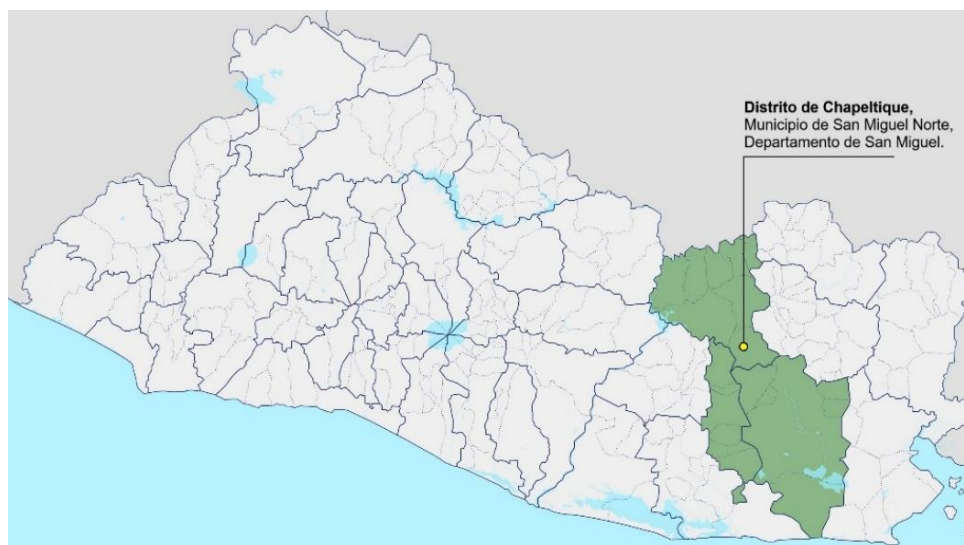 Distrito de Chapeltique,
Municipio de San Miguel Norte,
Departamento de San Miguel.